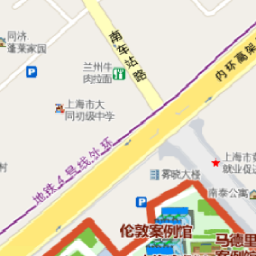 同济
蓬莱家园
兰州牛
肉拉面
南车站路
内环高架
上海市大
同初级中学
地铁4号线外环
村
上海市
就业促
霁晓大楼
南泰公寓
伦敦案例馆
马德里
案例馆